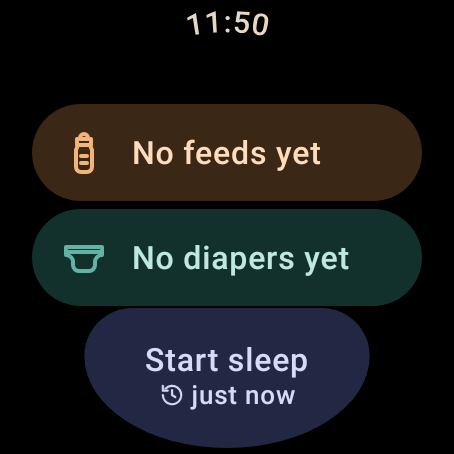 11:50
No feeds yet
No diapers yet
Start sleep
just now